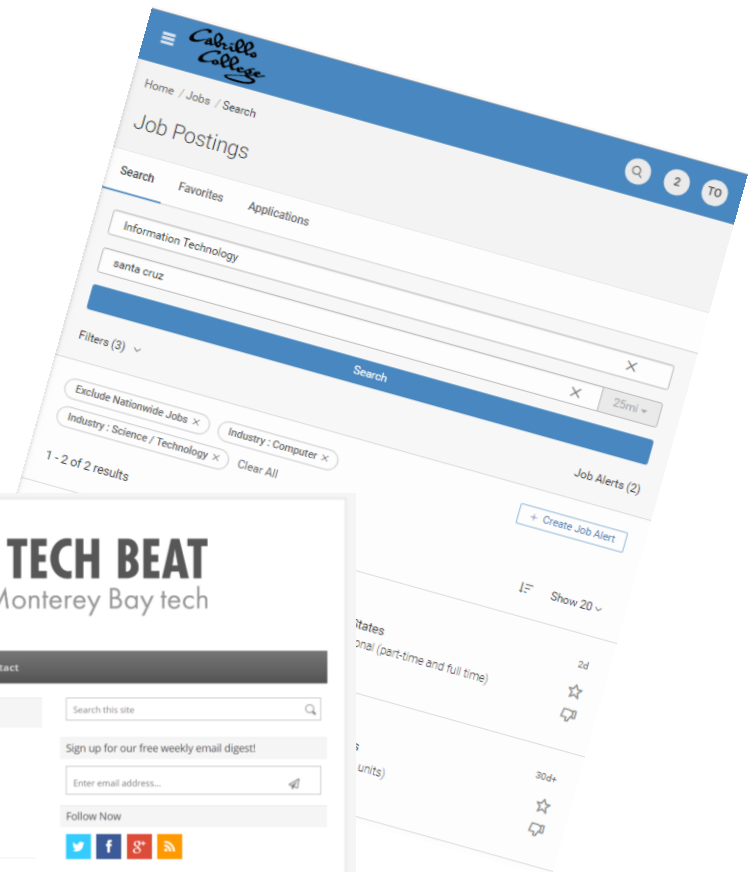 Cabrillo
College
Home / Jobs / Search
Job Postings
2
TO
Search
Favorites
Applications
Information Technology
santa cruz
25mi
Search
Filters (3)
Job Alerts (2)
Exclude Nationwide Jobs ×
Industry : Computer ×
Industry : Science / Technology ×
Clear All
1 - 2 of 2 results
+ Create Job Alert
Show 20
States
(part-time and full time)
2d
units)
30d+
TECH BEAT
Monterey Bay tech
Search this site
Sign up for our free weekly email digest!
Enter email address...
Follow Now
f
g+